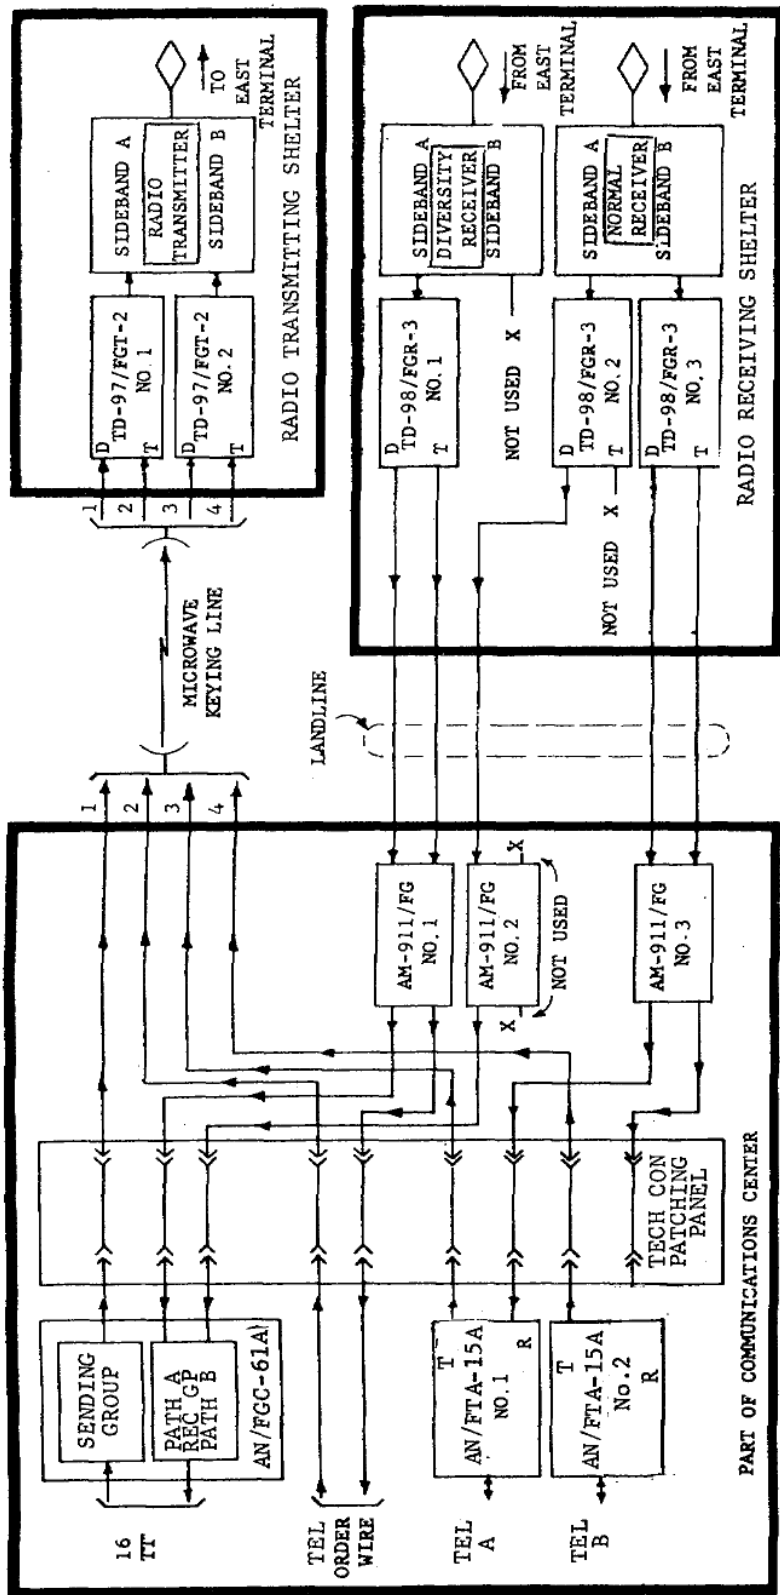 16
TT
SENDING
GROUP
PATH A
REC GP
PATH B
AN/FGC-61A
TEL
ORDER
WIRE
TEL
A
T
AN/FTA-15A
NO.1
R
TEL
B
T
AN/FTA-15A
No.2
R
TECH CON
PATCHING
PANEL
AM-911/FG
NO.1
AM-911/FG
NO.2
X
X
NOT USED
AM-911/FG
NO.3
PART OF COMMUNICATIONS CENTER
1
2
3
4
MICROWAVE
KEYING LINE
LANDLINE
1
2
3
4
D
TD-97/FGT-2
NO.1
T
D
TD-97/FGT-2
NO.2
T
SIDEBAND A
RADIO
TRANSMITTER
SIDEBAND B
TO
EAST
TERMINAL
RADIO TRANSMITTING SHELTER
D
TD-98/FGR-3
NO.1
T
SIDEBAND A
DIVERSITY
RECEIVER
SIDEBAND B
NOT USED X
FROM
EAST
TERMINAL
D
TD-98/FGR-3
NO.2
T
NOT USED X
D
TD-98/FGR-3
NO.3
T
SIDEBAND A
NORMAL
RECEIVER
SIDEBAND B
FROM
EAST
TERMINAL
RADIO RECEIVING SHELTER